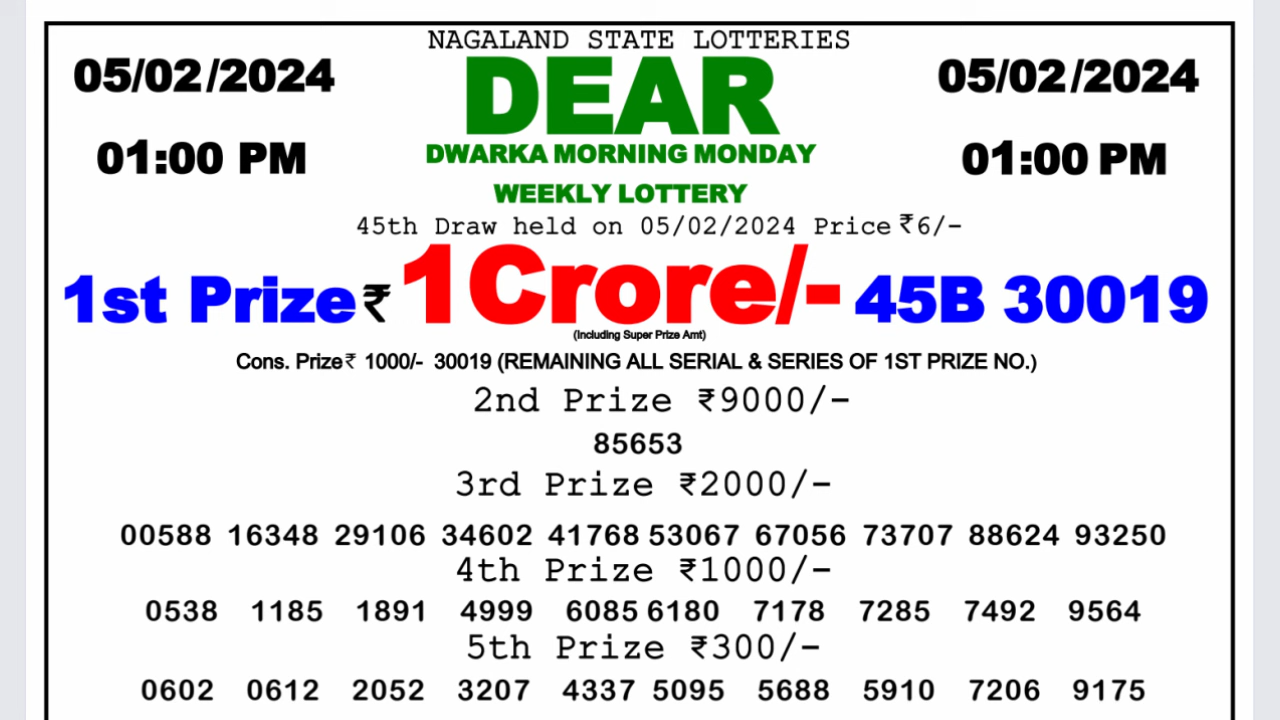 NAGALAND STATE LOTTERIES
05/02/2024 DEAR 05/02/2024
01:00 PM DWARKA MORNING MONDAY 01:00 PM
WEEKLY LOTTERY
45th Draw held on 05/02/2024 Price ₹6/-
1st Prize ₹ 1Crore/- 45B 30019
(Including Super Prize Amt)
Cons. Prize ₹ 1000/- 30019 (REMAINING ALL SERIAL & SERIES OF 1ST PRIZE NO.)
2nd Prize ₹9000/-
85653
3rd Prize ₹2000/-
00588 16348 29106 34602 41768 53067 67056 73707 88624 93250
4th Prize ₹1000/-
0538 1185 1891 4999 6085 6180 7178 7285 7492 9564
5th Prize ₹300/-
0602 0612 2052 3207 4337 5095 5688 5910 7206 9175